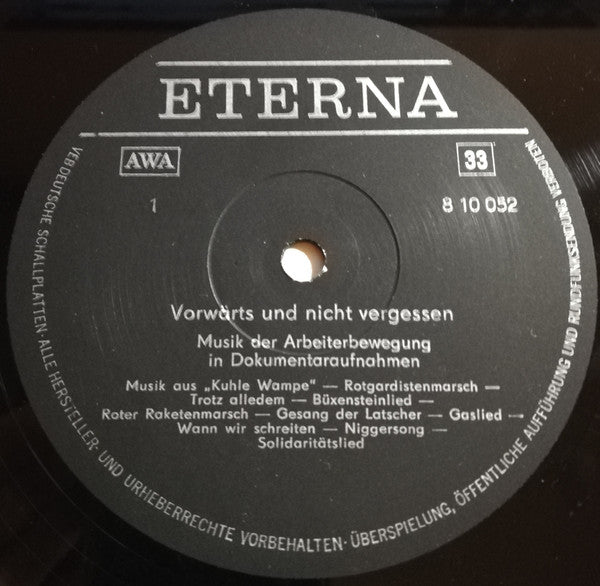 ETERNA
AWA
33
1
8 10 052
Vorwärts und nicht vergessen
Musik der Arbeiterbewegung
in Dokumentaraufnahmen
Musik aus „Kuhle Wampe“ — Rotgardistenmarsch —
Trotz alledem — Büxensteinlied —
Roter Raketenmarsch — Gesang der Latscher — Gaslied —
Wann wir schreiten — Niggersong —
Solidaritätslied
VEB DEUTSCHE SCHALLPLATTEN · ALLE HERSTELLER- UND URHEBERRECHTE VORBEHALTEN · ÜBERSPIELUNG, ÖFFENTLICHE AUFFÜHRUNG UND RUNDFUNKSENDUNG VERBOTEN